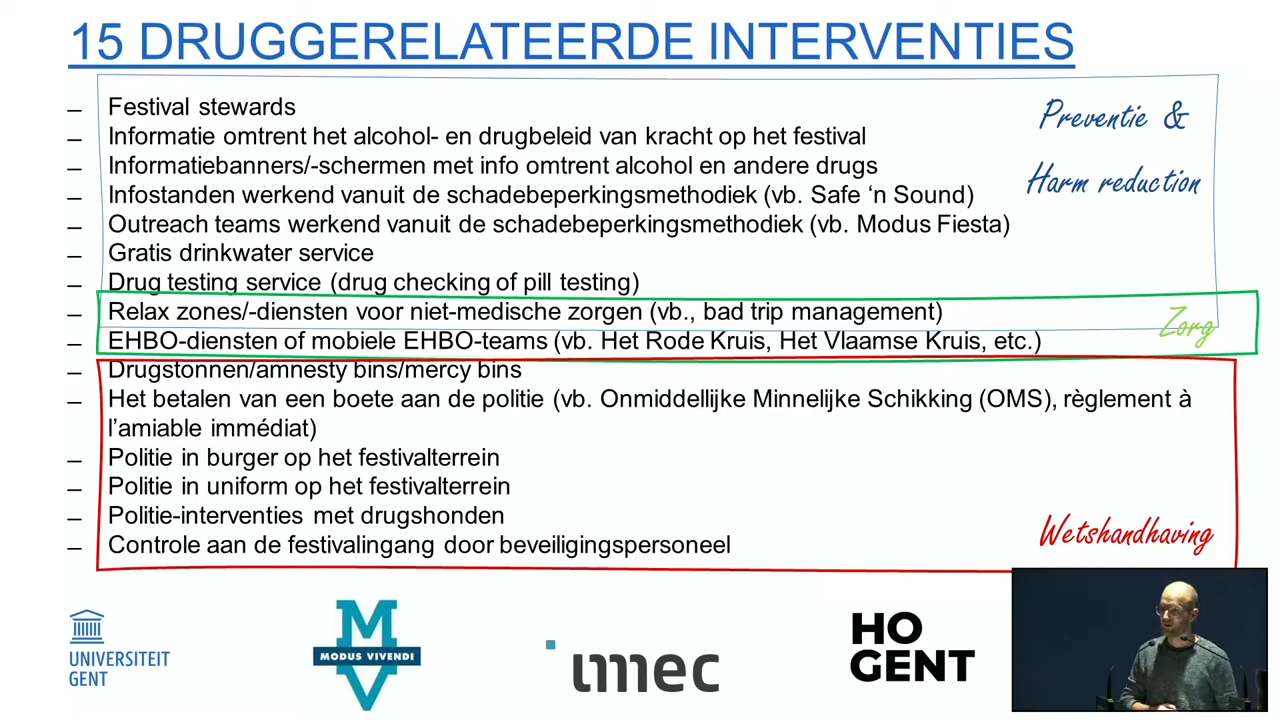 15 DRUGGERELATEERDE INTERVENTIES
– Festival stewards
– Informatie omtrent het alcohol- en drugbeleid van kracht op het festival
– Informatiebanners/-schermen met info omtrent alcohol en andere drugs
– Infostanden werkend vanuit de schadebeperkingsmethodiek (vb. Safe ‘n Sound)
– Outreach teams werkend vanuit de schadebeperkingsmethodiek (vb. Modus Fiesta)
– Gratis drinkwater service
– Drug testing service (drug checking of pill testing)
Preventie &
Harm reduction
– Relax zones/-diensten voor niet-medische zorgen (vb., bad trip management)
– EHBO-diensten of mobiele EHBO-teams (vb. Het Rode Kruis, Het Vlaamse Kruis, etc.)
Zorg
– Drugstonnen/amnesty bins/mercy bins
– Het betalen van een boete aan de politie (vb. Onmiddellijke Minnelijke Schikking (OMS), règlement à
l’amiable immédiat)
– Politie in burger op het festivalterrein
– Politie in uniform op het festivalterrein
– Politie-interventies met drugshonden
– Controle aan de festivalingang door beveiligingspersoneel
Wetshandhaving
UNIVERSITEIT
GENT
M
MODUS VIVENDI
V
imec
HO
GENT